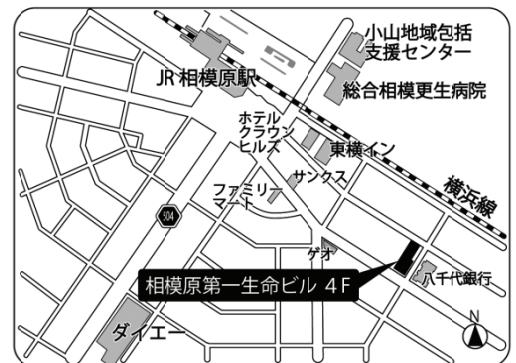 小山地域包括
支援センター
JR 相模原駅
総合相模更生病院
ホテル
クラウン
ヒルズ
東横イン
サンクス
横浜線
ファミリー
マート
504
ゲオ
八千代銀行
相模原第一生命ビル 4F
N
ダイエー